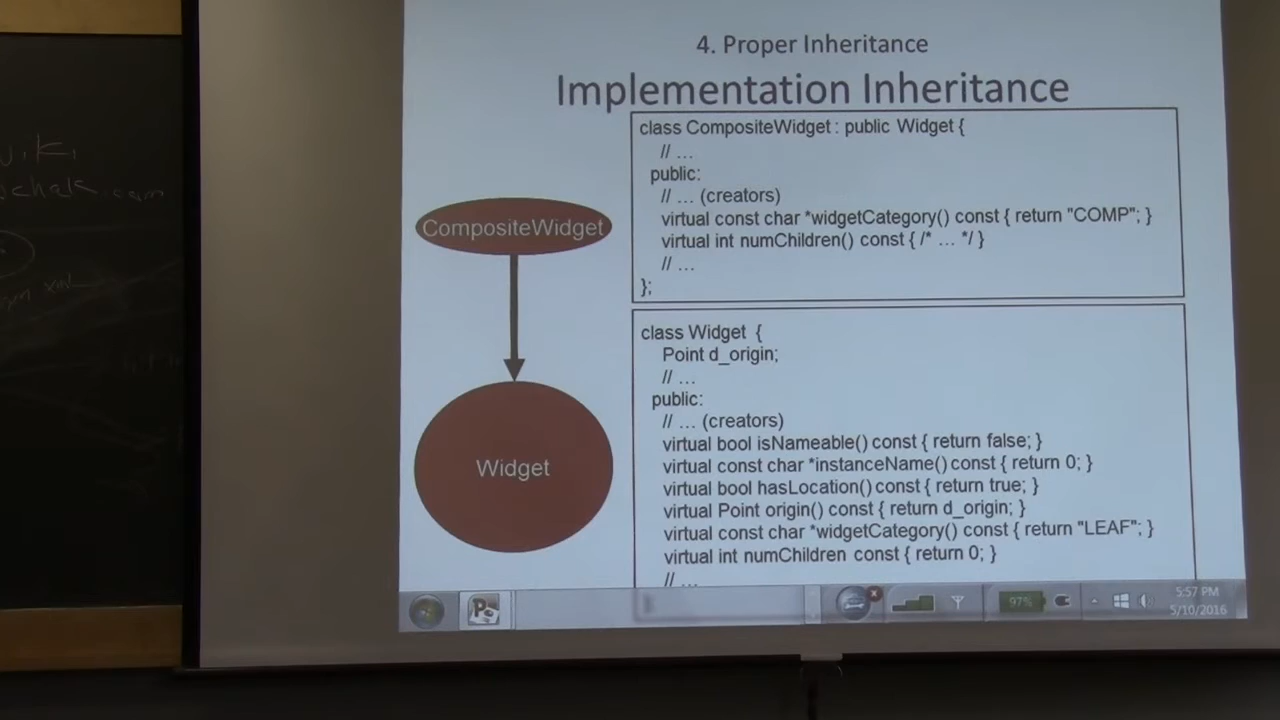 4. Proper Inheritance
Implementation Inheritance
class CompositeWidget : public Widget {
// ...
public:
// ... (creators)
virtual const char *widgetCategory() const { return "COMP"; }
virtual int numChildren() const { /* ... */ }
// ...
};
CompositeWidget
Widget
class Widget {
Point d_origin;
// ...
public:
// ... (creators)
virtual bool isNameable() const { return false; }
virtual const char *instanceName() const { return 0; }
virtual bool hasLocation() const { return true; }
virtual Point origin() const { return d_origin; }
virtual const char *widgetCategory() const { return "LEAF"; }
virtual int numChildren const { return 0; }
// ...
97%
5:57 PM
5/10/2016